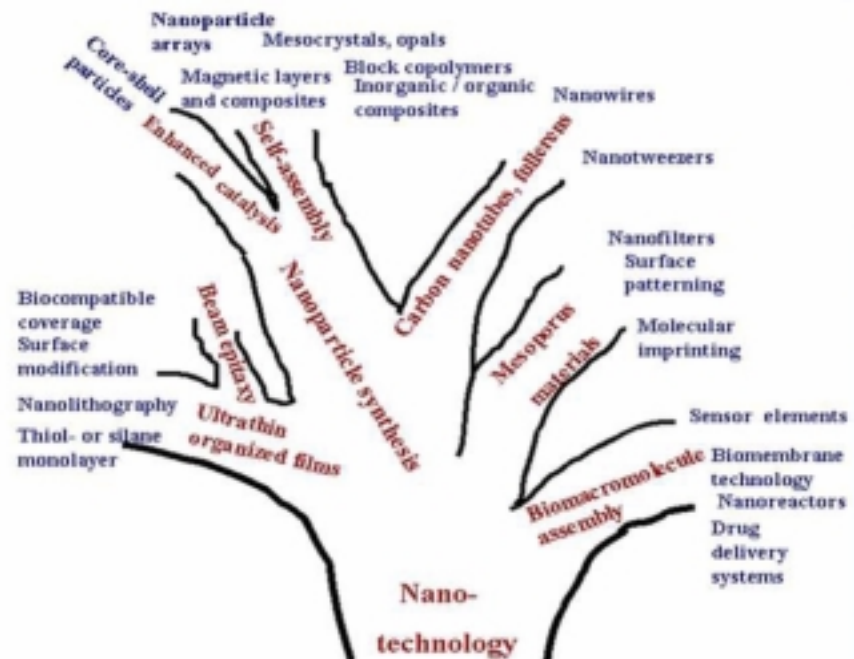 Nanoparticle
arrays
Mesocrystals, opals
Core-shell
particles
Magnetic layers
and composites
Block copolymers
Inorganic / organic
composites
Nanowires
Enhanced catalysis
Self-assembly
Carbon nanotubes, fullerens
Nanotweezers
Nanofilters
Surface
patterning
Biocompatible
coverage
Surface
modification
Beam epitaxy
Nanoparticle synthesis
Mesoporus
materials
Molecular
imprinting
Nanolithography
Thiol- or silane
monolayer
Ultrathin
organized films
Sensor elements
Biomacromolecule
assembly
Biomembrane
technology
Nanoreactors
Drug
delivery
systems
Nano-
technology